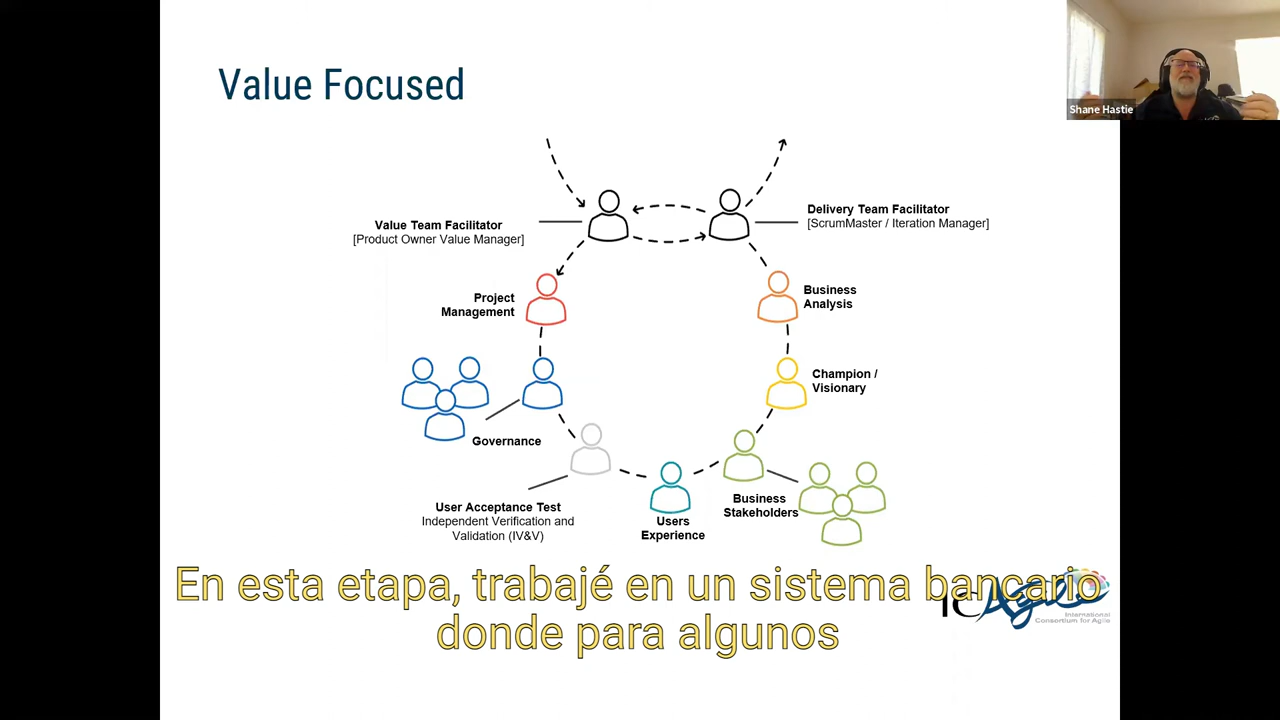 Value Focused
Shane Hastie
Value Team Facilitator
[Product Owner Value Manager]
Delivery Team Facilitator
[ScrumMaster / Iteration Manager]
Project
Management
Business
Analysis
Champion /
Visionary
Governance
User Acceptance Test
Independent Verification and
Validation (IV&V)
Users
Experience
Business
Stakeholders
En esta etapa, trabajé en un sistema bancario
donde para algunos
ICAgile
International
Consortium for Agile